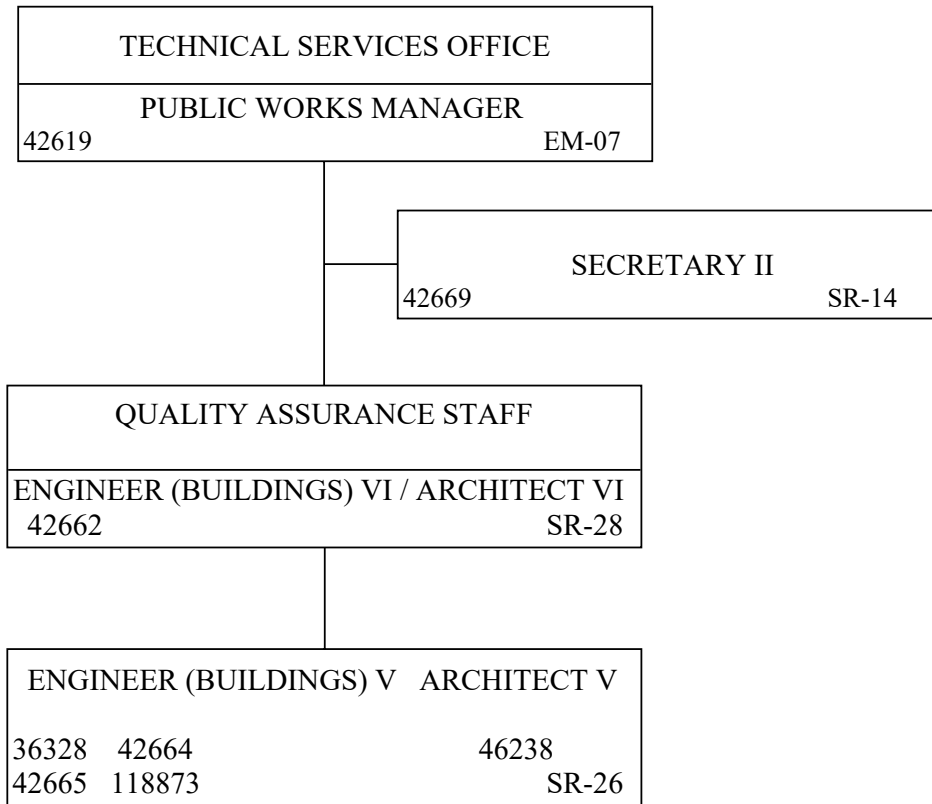 TECHNICAL SERVICES OFFICE
PUBLIC WORKS MANAGER
42619 EM-07
SECRETARY II
42669 SR-14
QUALITY ASSURANCE STAFF
ENGINEER (BUILDINGS) VI / ARCHITECT VI
42662 SR-28
ENGINEER (BUILDINGS) V ARCHITECT V
36328 42664 46238
42665 118873 SR-26